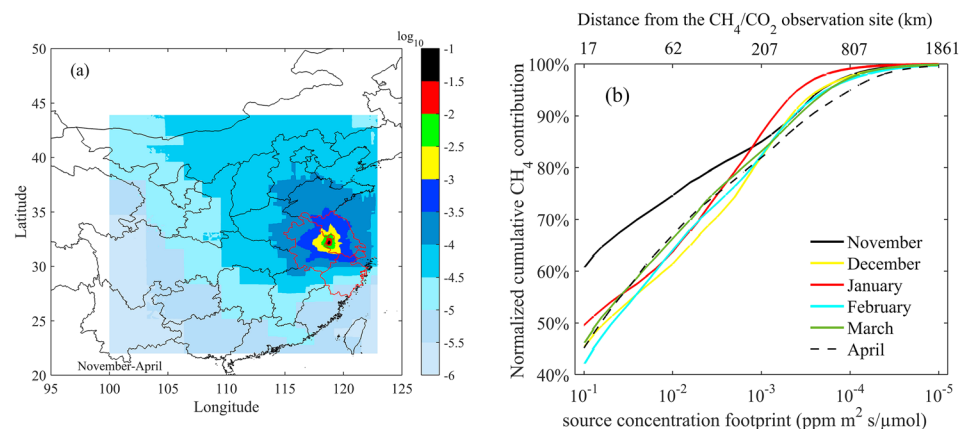 log₁₀
50
45
40
35
30
25
20
Latitude
(a)
November-April
95 100 105 110 115 120 125
Longitude
-1
-1.5
-2
-2.5
-3
-3.5
-4
-4.5
-5
-5.5
-6
Distance from the CH₄/CO₂ observation site (km)
17 62 207 807 1861
100%
90%
80%
70%
60%
50%
40%
Normalized cumulative CH₄ contribution
(b)
November
December
January
February
March
April
10⁻¹ 10⁻² 10⁻³ 10⁻⁴ 10⁻⁵
source concentration footprint (ppm m² s/μmol)